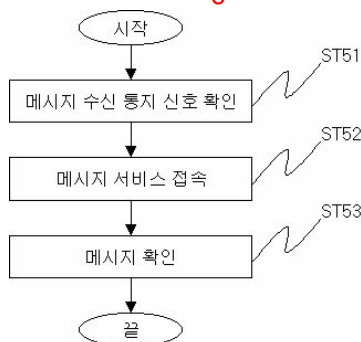 시작
메시지 수신 통지 신호 확인
ST51
메시지 서비스 접속
ST52
메시지 확인
ST53
끝